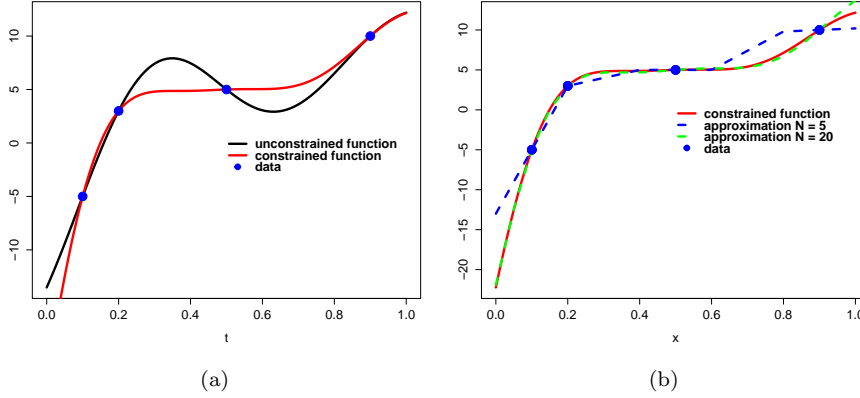 10
5
0
−5
−10
unconstrained function
constrained function
data
0.0 0.2 0.4 0.6 0.8 1.0
t
(a)
10
5
0
−5
−10
−15
−20
constrained function
approximation N = 5
approximation N = 20
data
0.0 0.2 0.4 0.6 0.8 1.0
x
(b)